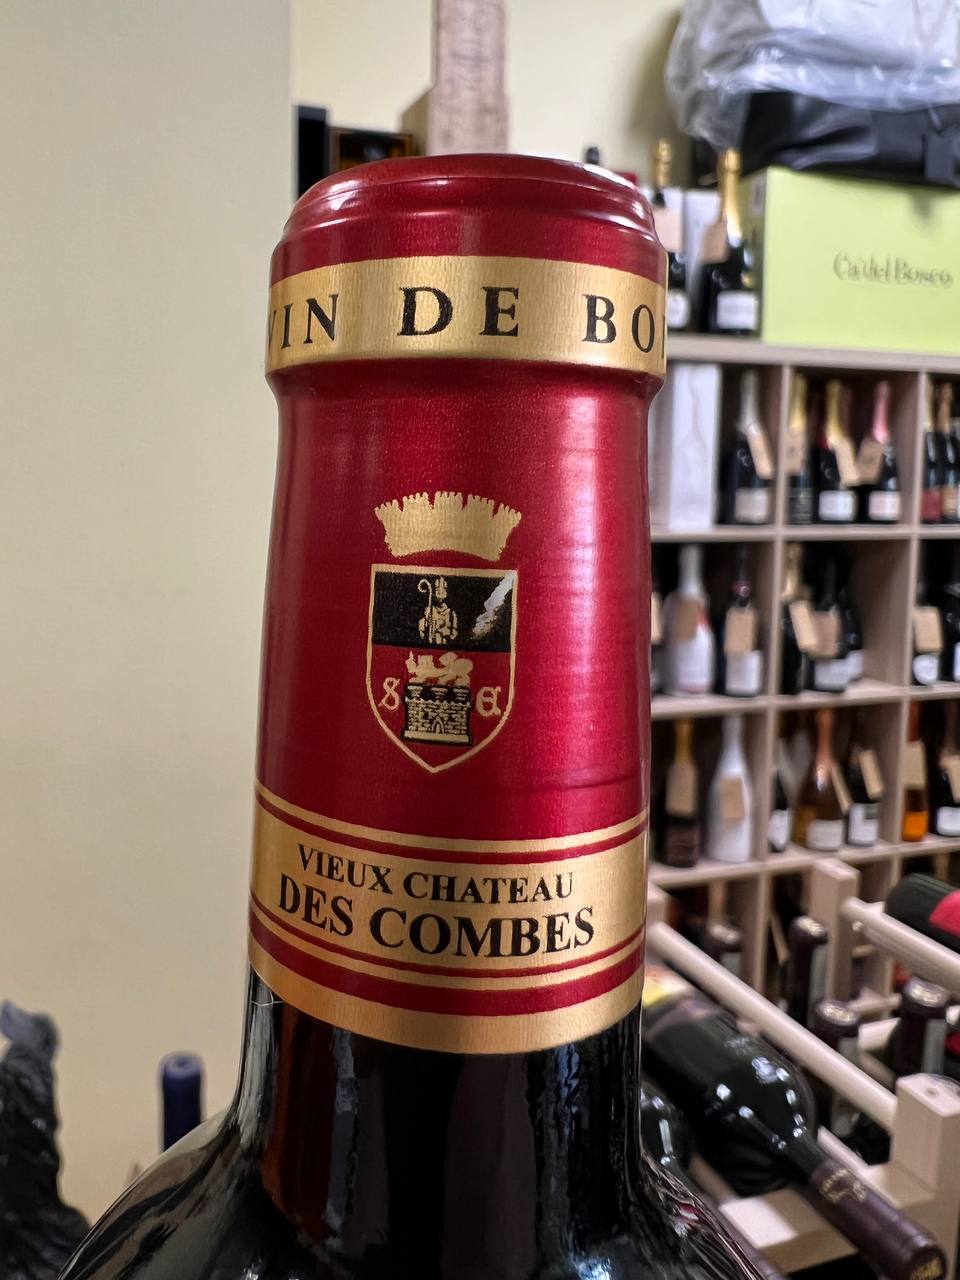 VIN DE BO
S E
VIEUX CHATEAU
DES COMBES
Ca'del Bosco